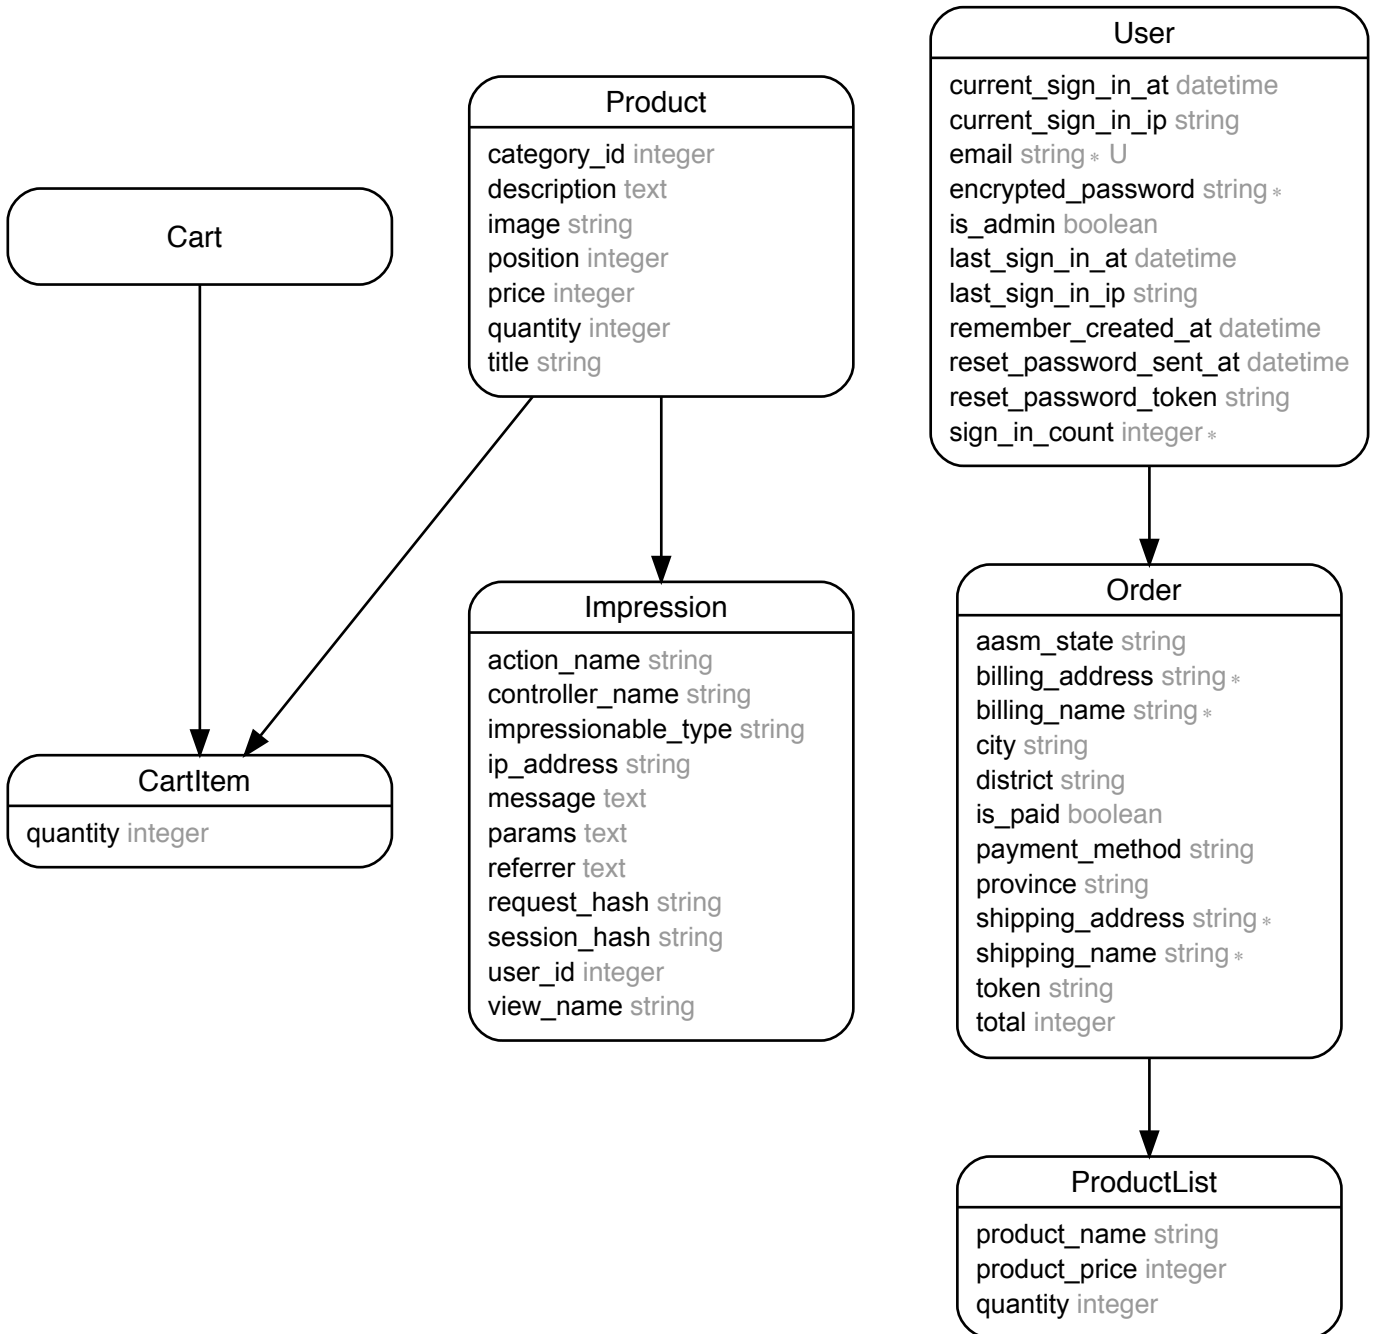 Cart
Product
category_id integer
description text
image string
position integer
price integer
quantity integer
title string
User
current_sign_in_at datetime
current_sign_in_ip string
email string * U
encrypted_password string *
is_admin boolean
last_sign_in_at datetime
last_sign_in_ip string
remember_created_at datetime
reset_password_sent_at datetime
reset_password_token string
sign_in_count integer *
CartItem
quantity integer
Impression
action_name string
controller_name string
impressionable_type string
ip_address string
message text
params text
referrer text
request_hash string
session_hash string
user_id integer
view_name string
Order
aasm_state string
billing_address string *
billing_name string *
city string
district string
is_paid boolean
payment_method string
province string
shipping_address string *
shipping_name string *
token string
total integer
ProductList
product_name string
product_price integer
quantity integer